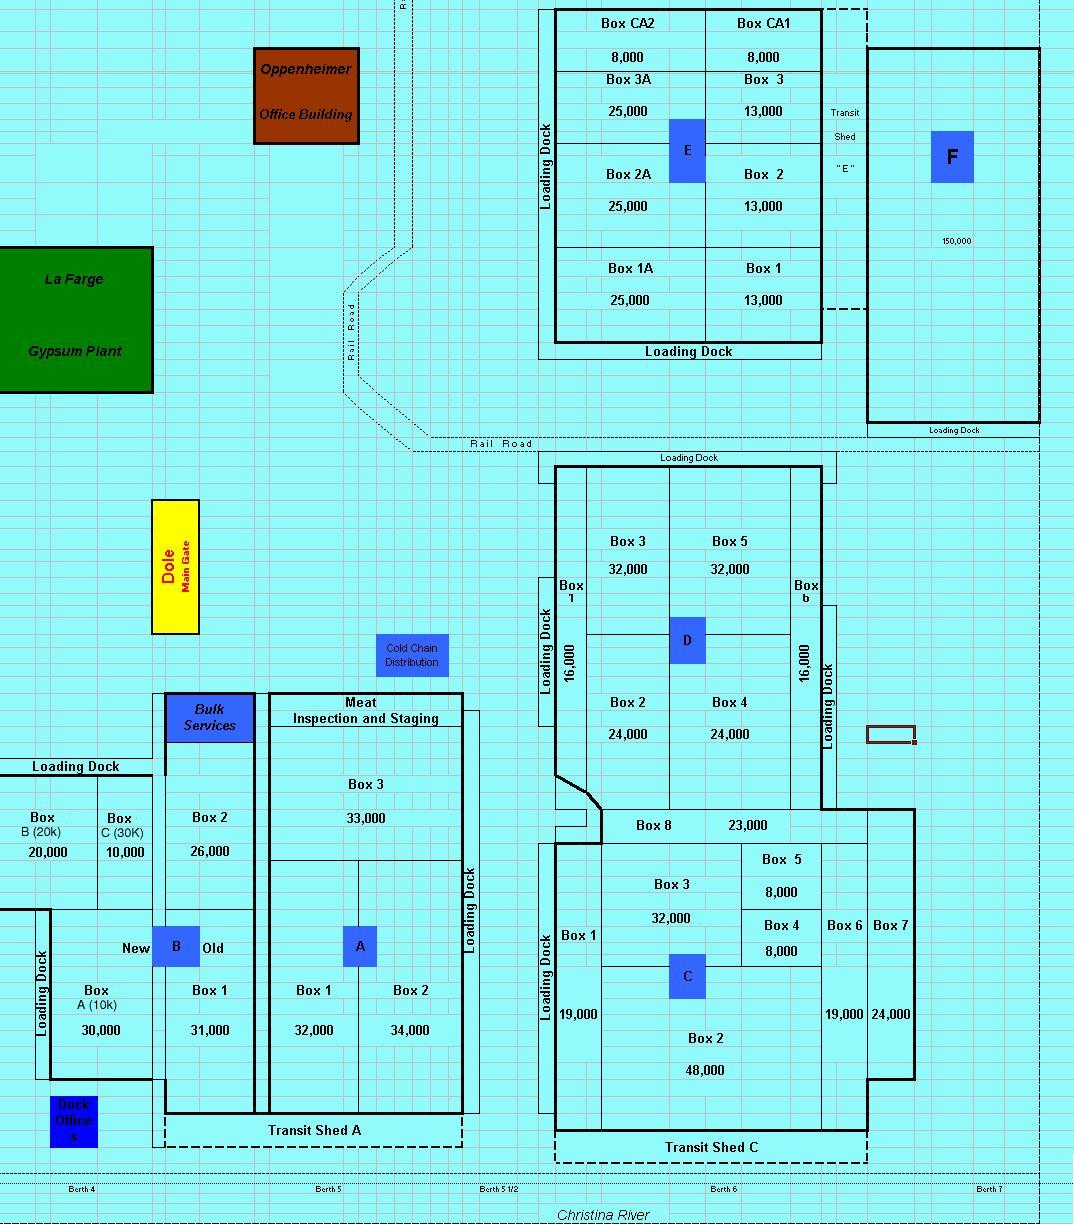 Box CA2
Box CA1
8,000
8,000
Oppenheimer
Office Building
Box 3A
Box 3
25,000
13,000
Transit
Shed
"E"
E
F
Loading Dock
Box 2A
Box 2
25,000
13,000
150,000
La Farge
Gypsum Plant
Box 1A
Box 1
25,000
13,000
Rail Road
Loading Dock
Loading Dock
Rail Road
Loading Dock
Dole
Main Gate
Box 3
Box 5
32,000
32,000
Box
1
16,000
Box
6
16,000
Loading Dock
D
Cold Chain
Distribution
Box 2
Box 4
24,000
24,000
Loading Dock
Bulk
Services
Meat
Inspection and Staging
Loading Dock
Box 3
33,000
Box
B (20k)
20,000
Box
C (30K)
10,000
Box 2
26,000
Box 8
23,000
Box 5
8,000
Box 3
32,000
Box 4
8,000
Box 6
Box 7
Box 1
Loading Dock
Loading Dock
Loading Dock
New
B
Old
A
C
Box
A (10k)
30,000
Box 1
31,000
Box 1
32,000
Box 2
34,000
19,000
19,000
24,000
Box 2
48,000
Dock
Office
s
Transit Shed A
Transit Shed C
Berth 4
Berth 5
Berth 5 1/2
Berth 6
Berth 7
Christina River